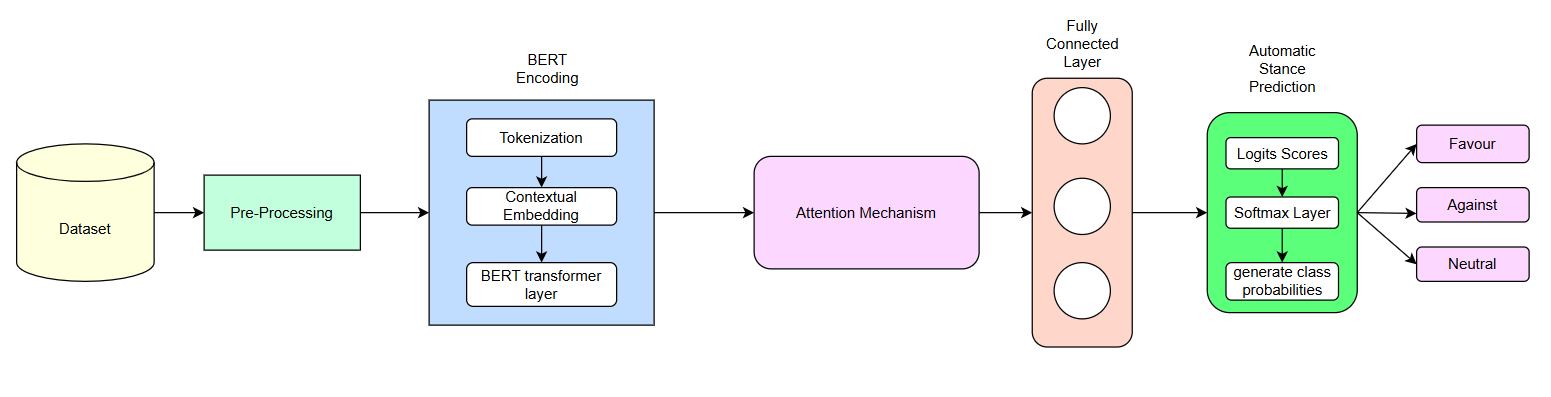 Dataset
Pre-Processing
BERT
Encoding
Tokenization
Contextual
Embedding
BERT transformer
layer
Attention Mechanism
Fully
Connected
Layer
Automatic
Stance
Prediction
Logits Scores
Softmax Layer
generate class
probabilities
Favour
Against
Neutral